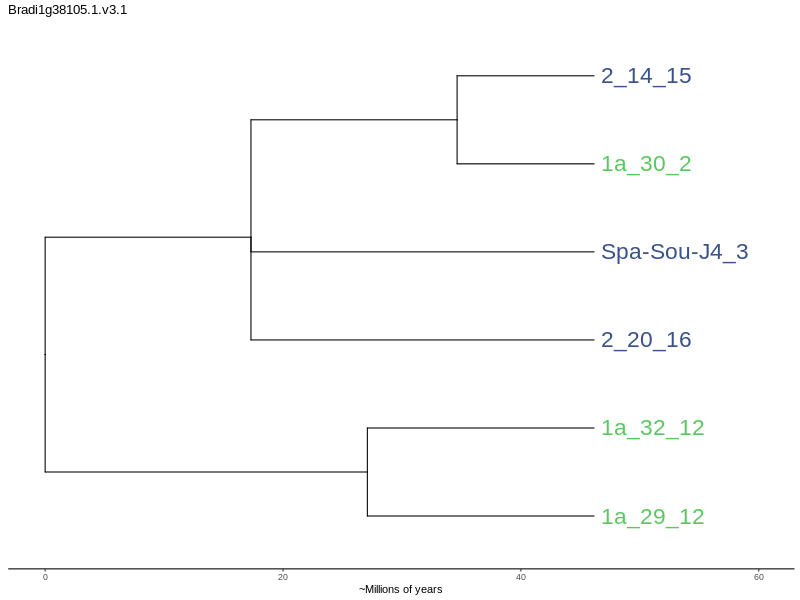 Bradi1g38105.1.v3.1
2_14_15
1a_30_2
Spa-Sou-J4_3
2_20_16
1a_32_12
1a_29_12
0 20 40 60
~Millions of years